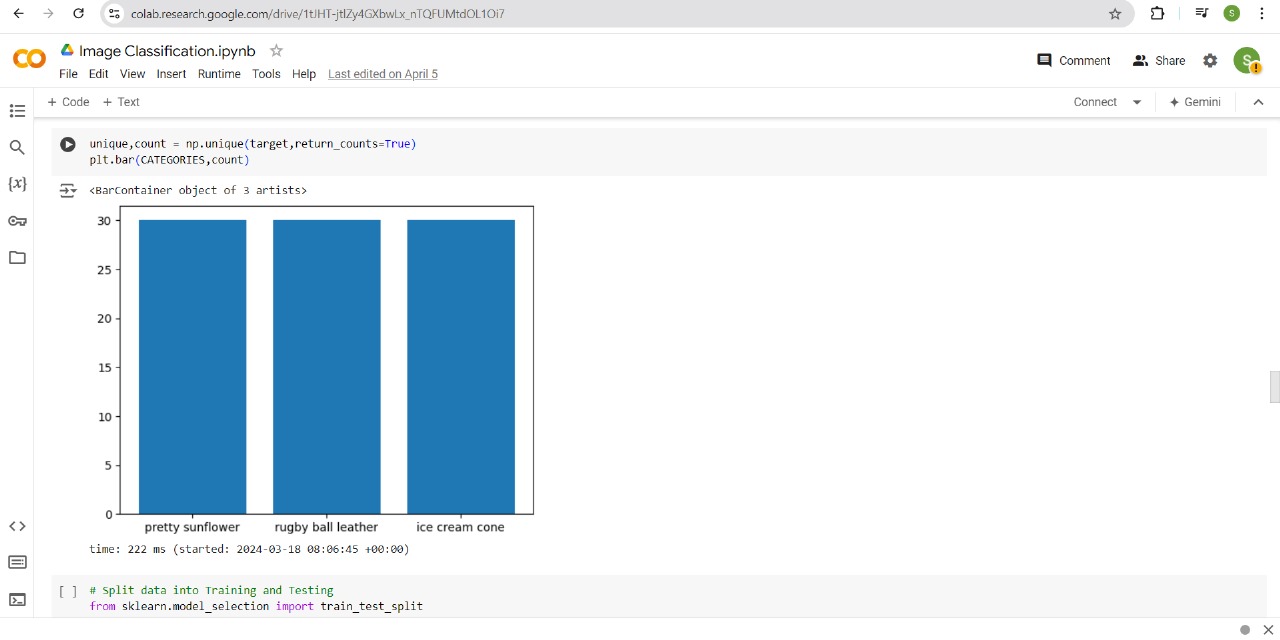 colab.research.google.com/drive/1tJHT-jtlZy4GXbwLx_nTQFUMtdOL1Oi7
S
CO
Image Classification.ipynb
Comment
Share
S
File Edit View Insert Runtime Tools Help Last edited on April 5
+ Code + Text
Connect
Gemini
unique,count = np.unique(target,return_counts=True)
plt.bar(CATEGORIES,count)
{x}
<BarContainer object of 3 artists>
30
25
20
15
10
5
0
pretty sunflower rugby ball leather ice cream cone
time: 222 ms (started: 2024-03-18 08:06:45 +00:00)
[ ] # Split data into Training and Testing
from sklearn.model_selection import train_test_split